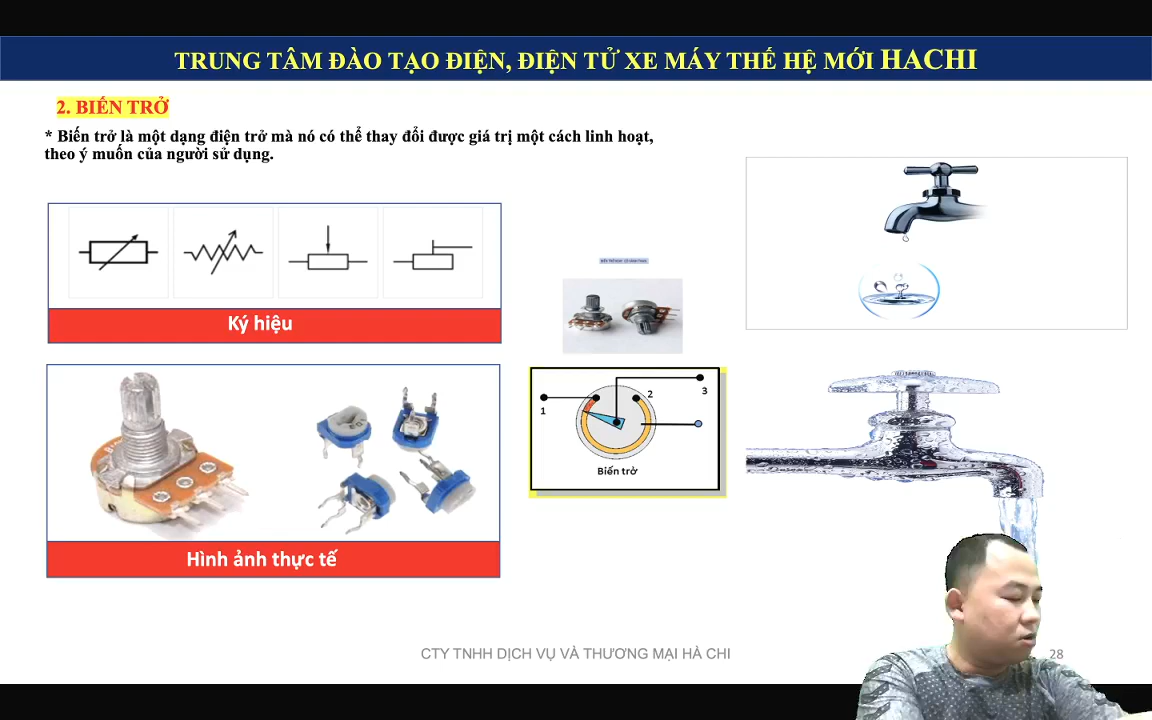 TRUNG TÂM ĐÀO TẠO ĐIỆN, ĐIỆN TỬ XE MÁY THẾ HỆ MỚI HACHI
2. BIẾN TRỞ
* Biến trở là một dạng điện trở mà nó có thể thay đổi được giá trị một cách linh hoạt,
theo ý muốn của người sử dụng.
Ký hiệu
1
2
3
Biến trở
Hình ảnh thực tế
CTY TNHH DỊCH VỤ VÀ THƯƠNG MẠI HÀ CHI
28